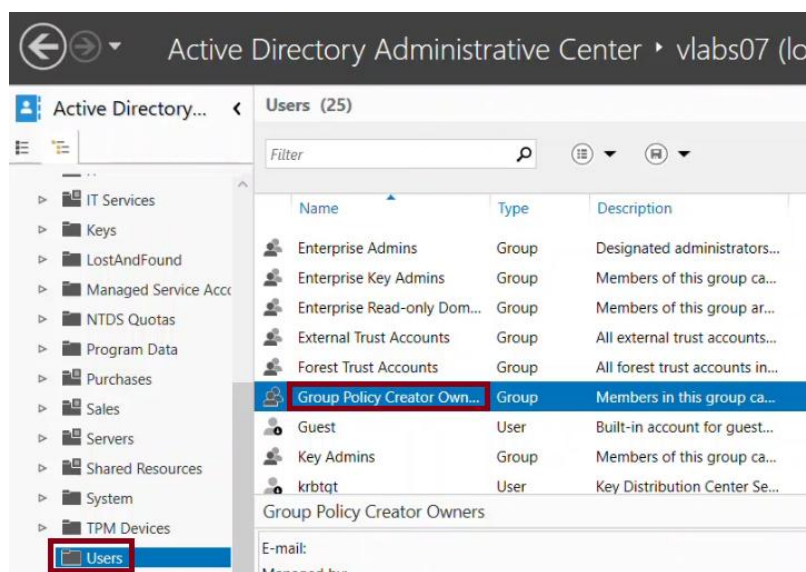 Active Directory Administrative Center • vlabs07 (lo
Active Directory...
Users (25)
Filter
IT Services
Keys
LostAndFound
Managed Service Acco
NTDS Quotas
Program Data
Purchases
Sales
Servers
Shared Resources
System
TPM Devices
Users
Name Type Description
Enterprise Admins Group Designated administrators...
Enterprise Key Admins Group Members of this group ca...
Enterprise Read-only Dom... Group Members of this group ar...
External Trust Accounts Group All external trust accounts...
Forest Trust Accounts Group All forest trust accounts in...
Group Policy Creator Own... Group Members in this group ca...
Guest User Built-in account for guest...
Key Admins Group Members of this group ca...
krbtgt User Key Distribution Center Se...
Group Policy Creator Owners
E-mail: